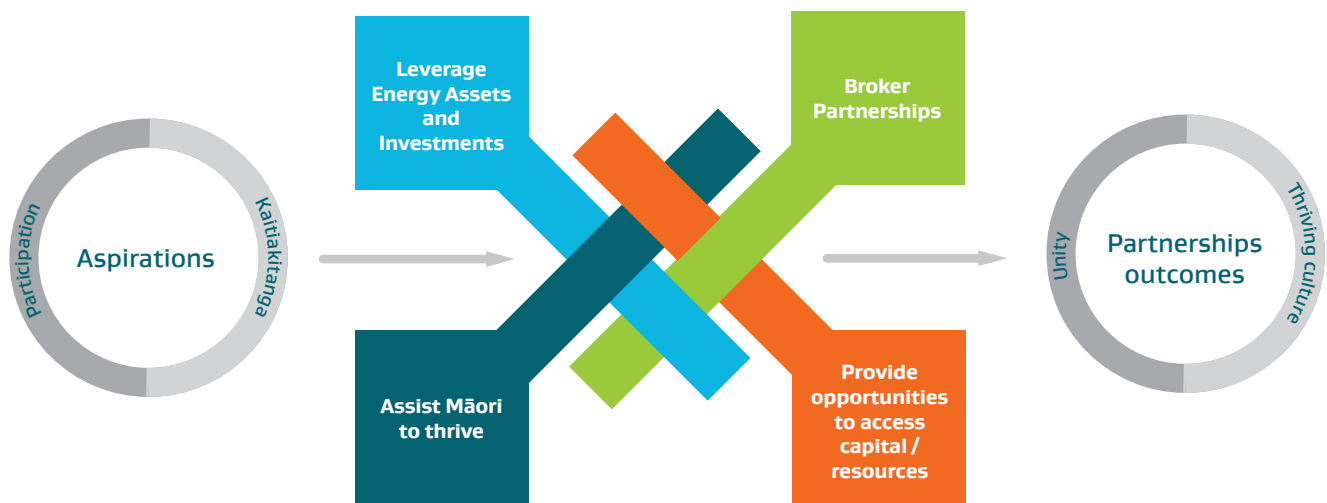 Participation
Kaitiakitanga
Aspirations
Leverage
Energy Assets
and
Investments
Assist Māori
to thrive
Broker
Partnerships
Provide
opportunities
to access
capital /
resources
Unity
Thriving culture
Partnerships
outcomes